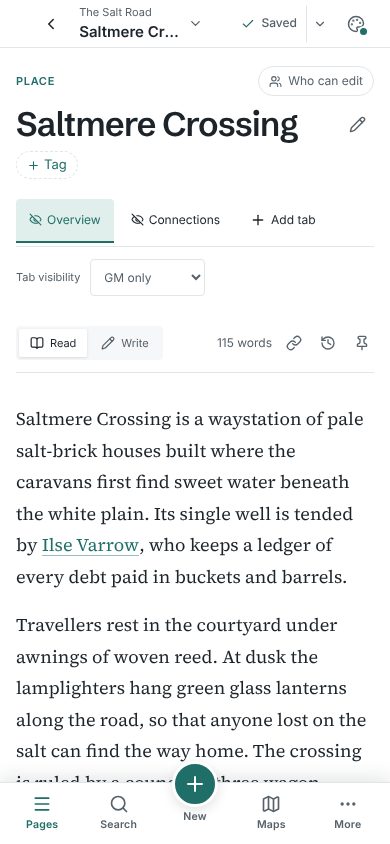 The Salt Road
Saltmere Cr...
Saved
PLACE
Who can edit
Saltmere Crossing
+ Tag
Overview
Connections
+ Add tab
Tab visibility
GM only
Read
Write
115 words
Saltmere Crossing is a waystation of pale
salt-brick houses built where the
caravans first find sweet water beneath
the white plain. Its single well is tended
by Ilse Varrow, who keeps a ledger of
every debt paid in buckets and barrels.
Travellers rest in the courtyard under
awnings of woven reed. At dusk the
lamplighters hang green glass lanterns
along the road, so that anyone lost on the
salt can find the way home. The crossing
is ruled by a
three wagon
Pages
Search
New
Maps
More